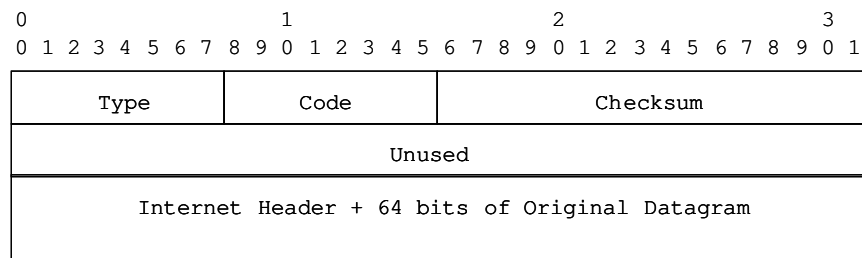 0 1 2 3
0 1 2 3 4 5 6 7 8 9 0 1 2 3 4 5 6 7 8 9 0 1 2 3 4 5 6 7 8 9 0 1
Type Code Checksum
Unused
Internet Header + 64 bits of Original Datagram